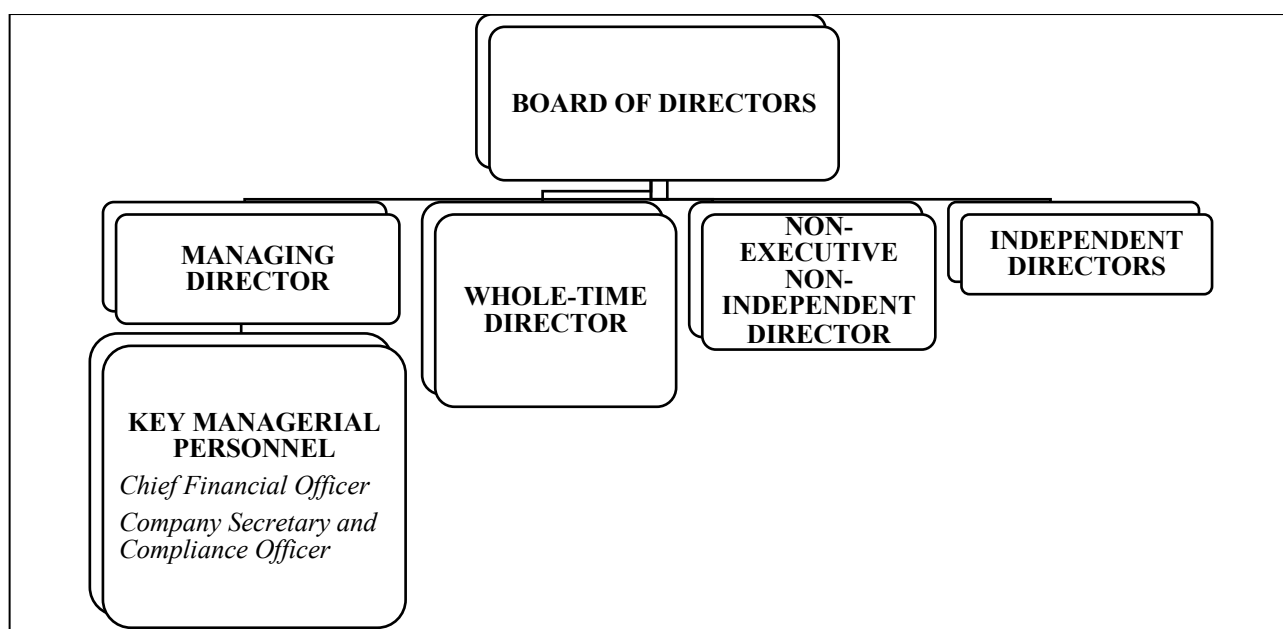 BOARD OF DIRECTORS
MANAGING
DIRECTOR
WHOLE-TIME
DIRECTOR
NON-
EXECUTIVE
NON-
INDEPENDENT
DIRECTOR
INDEPENDENT
DIRECTORS
KEY MANAGERIAL
PERSONNEL
Chief Financial Officer
Company Secretary and
Compliance Officer